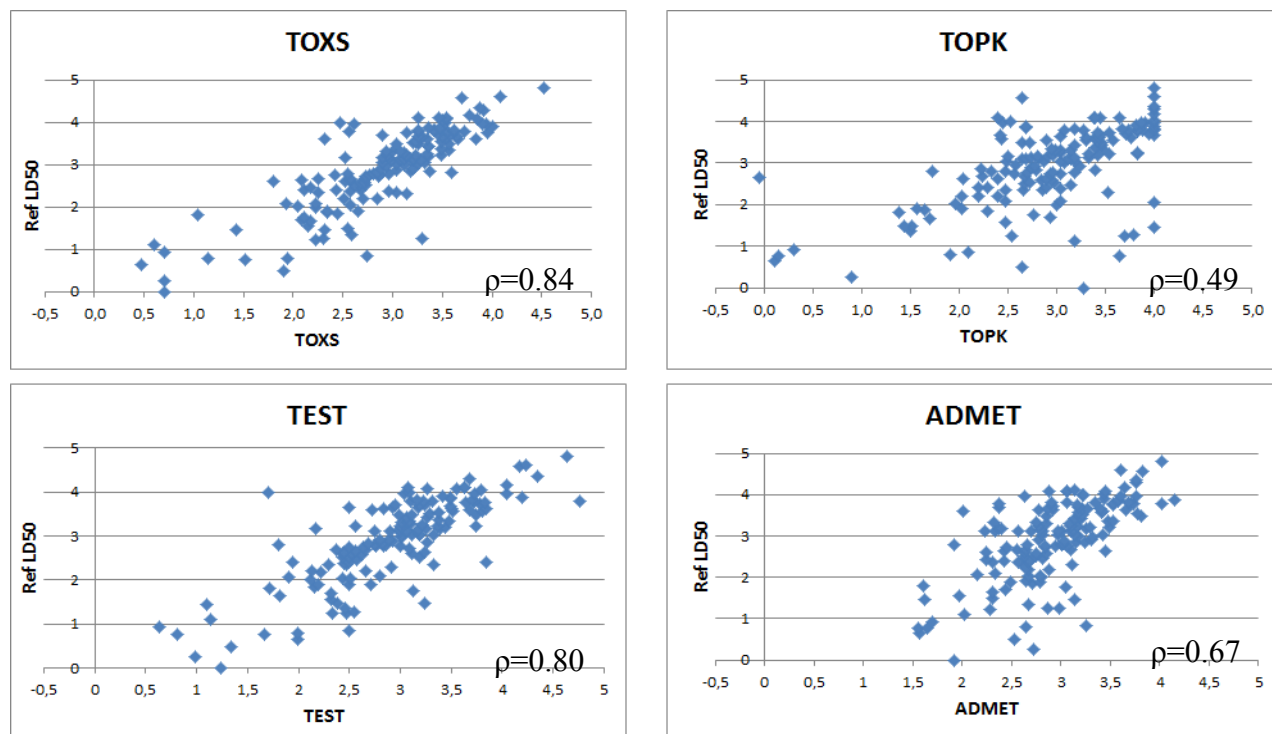 TOXS
Ref LD50
5
4
3
2
1
0
ρ=0.84
-0,5 0,0 0,5 1,0 1,5 2,0 2,5 3,0 3,5 4,0 4,5 5,0
TOXS
TOPK
Ref LD50
5
4
3
2
1
0
ρ=0.49
-0,5 0,0 0,5 1,0 1,5 2,0 2,5 3,0 3,5 4,0 4,5 5,0
TOPK
TEST
Ref LD50
5
4
3
2
1
0
ρ=0.80
-0,5 0 0,5 1 1,5 2 2,5 3 3,5 4 4,5 5
TEST
ADMET
Ref LD50
5
4
3
2
1
0
ρ=0.67
-0,5 0 0,5 1 1,5 2 2,5 3 3,5 4 4,5 5
ADMET